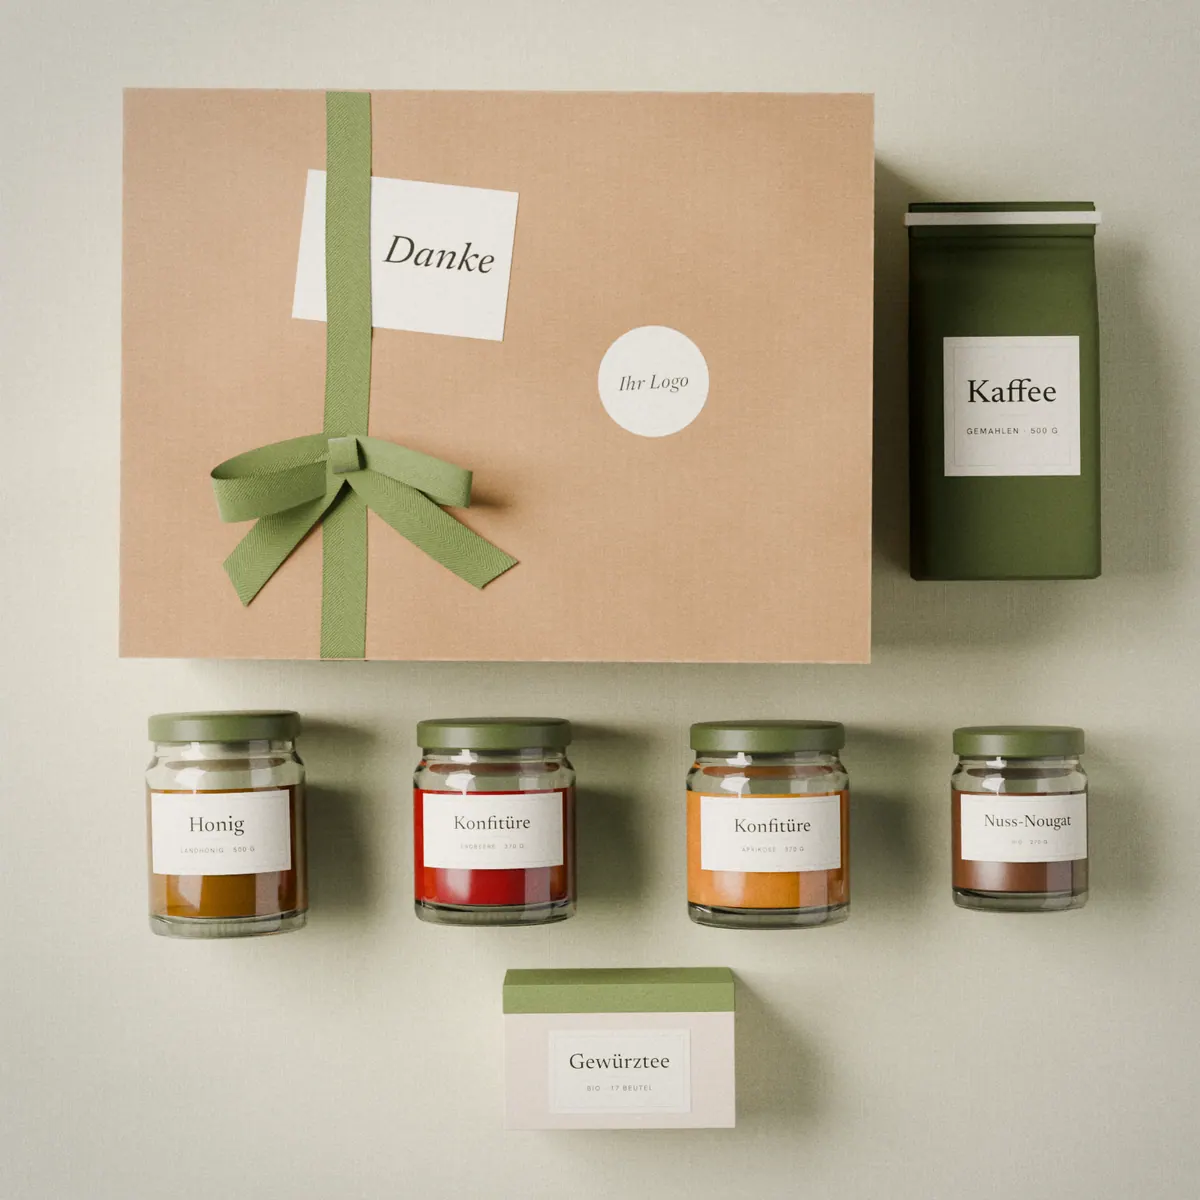 Danke
Ihr Logo
Kaffee
GEMAHLEN · 500 G
Honig
LANDHONIG · 500 G
Konfitüre
ERDBEERE · 370 G
Konfitüre
APRIKOSE · 370 G
Nuss-Nougat
BIO · 270 G
Gewürztee
BIO · 17 BEUTEL